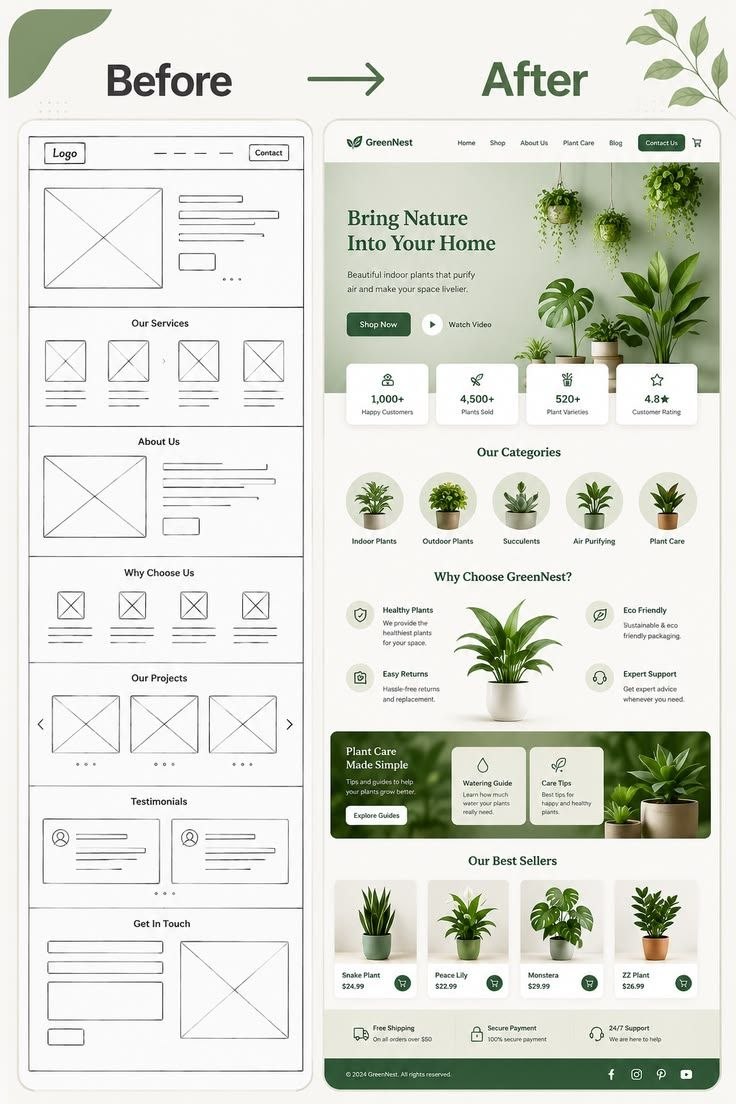 Before
After
Logo
Contact
Our Services
About Us
Why Choose Us
Our Projects
Testimonials
Get In Touch
GreenNest
Home
Shop
About Us
Plant Care
Blog
Contact Us
Bring Nature
Into Your Home
Beautiful indoor plants that purify
air and make your space livelier.
Shop Now
Watch Video
1,000+
Happy Customers
4,500+
Plants Sold
520+
Plant Varieties
4.8★
Customer Rating
Our Categories
Indoor Plants
Outdoor Plants
Succulents
Air Purifying
Plant Care
Why Choose GreenNest?
Healthy Plants
We provide the
healthiest plants
for your space.
Easy Returns
Hassle-free returns
and replacement.
Eco Friendly
Sustainable & eco
friendly packaging.
Expert Support
Get expert advice
whenever you need.
Plant Care
Made Simple
Tips and guides to help
your plants grow better.
Explore Guides
Watering Guide
Learn how much
water your plants
really need.
Care Tips
Best tips for
happy and healthy
plants.
Our Best Sellers
Snake Plant
$24.99
Peace Lily
$22.99
Monstera
$29.99
ZZ Plant
$26.99
Free Shipping
On all orders over $50
Secure Payment
100% secure payment
24/7 Support
We are here to help
© 2024 GreenNest. All rights reserved.